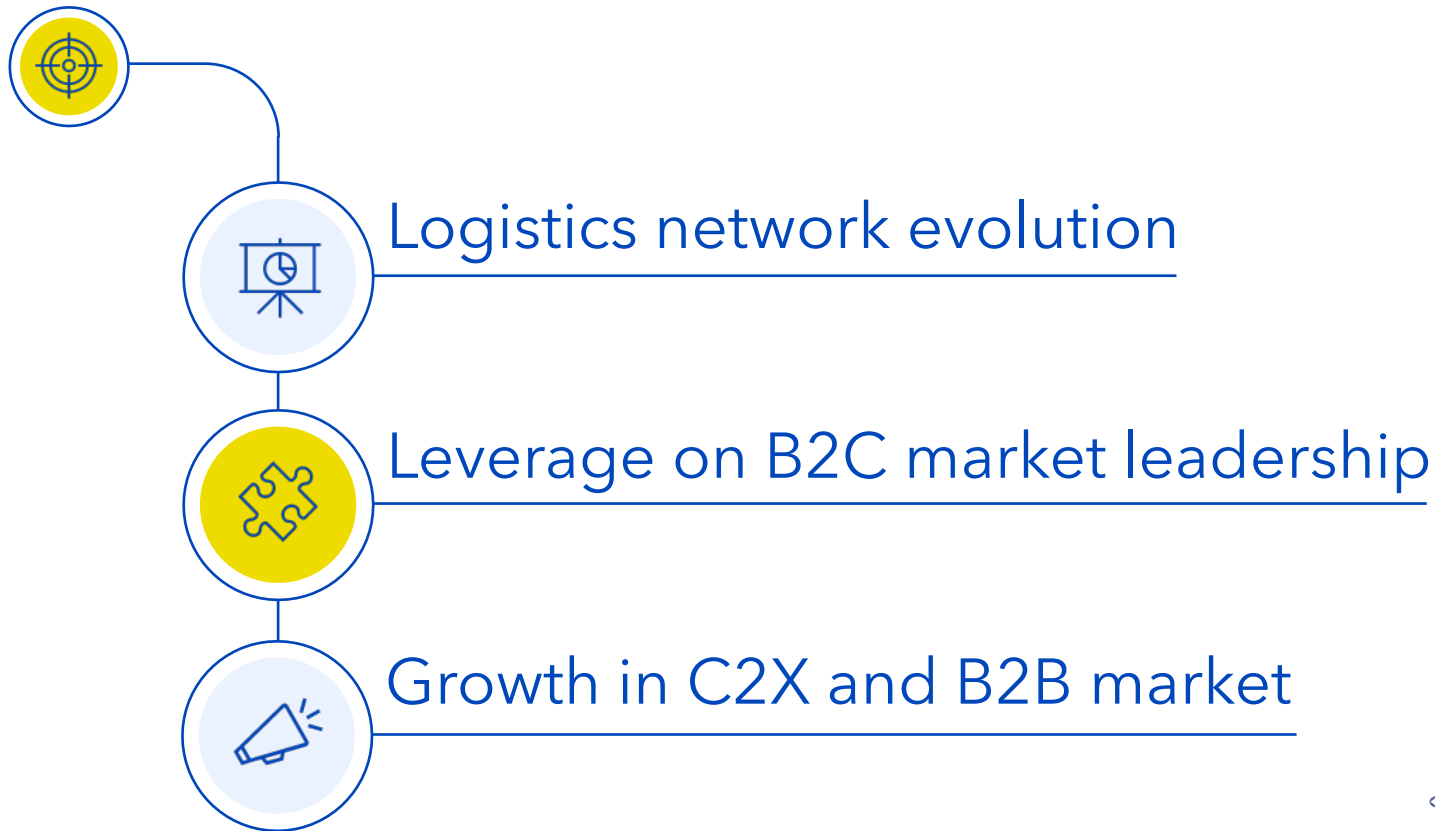 Logistics network evolution
Leverage on B2C market leadership
Growth in C2X and B2B market